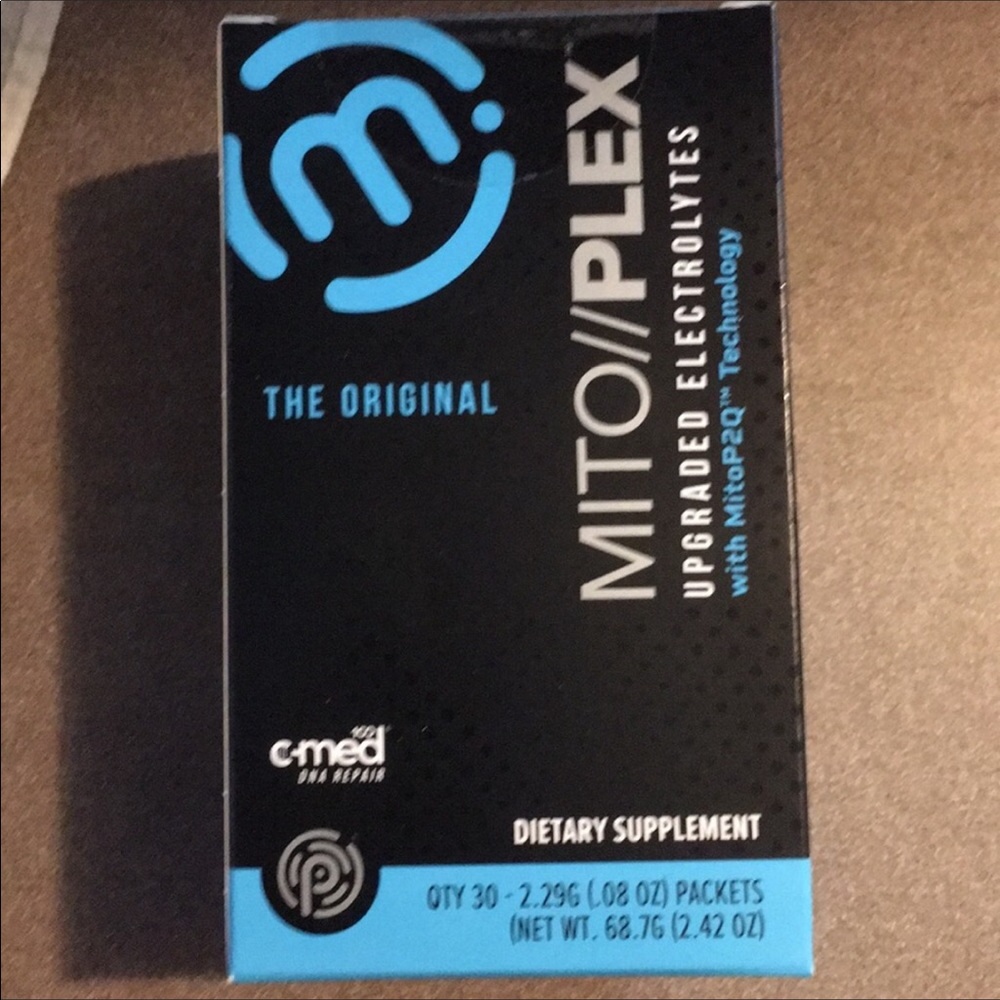 m
THE ORIGINAL
MITO//PLEX
UPGRADED ELECTROLYTES
with MitoP2Q™ Technology
c-med 100
DNA REPAIR
DIETARY SUPPLEMENT
p
QTY 30 - 2.29G (.08 OZ) PACKETS
(NET WT. 68.7G (2.42 OZ)